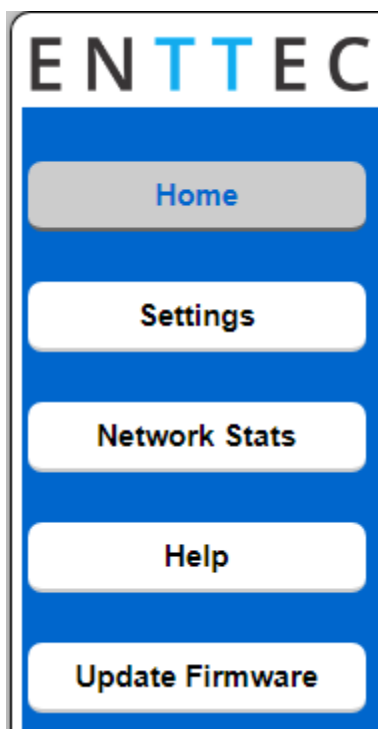 ENTTEC
Home
Settings
Network Stats
Help
Update Firmware